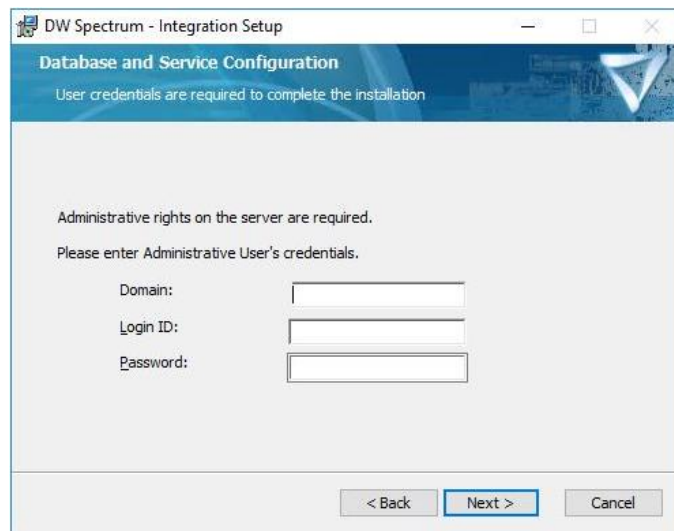 DW Spectrum - Integration Setup
Database and Service Configuration
User credentials are required to complete the installation
Administrative rights on the server are required.
Please enter Administrative User's credentials.
Domain:
Login ID:
Password:
< Back Next > Cancel